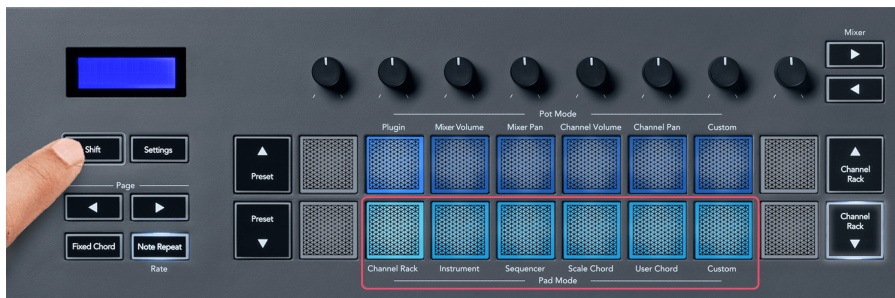 Mixer
Pot Mode
Plugin Mixer Volume Mixer Pan Channel Volume Channel Pan Custom
Shift Settings
Preset
Channel
Rack
Page
Preset
Channel
Rack
Fixed Chord Note Repeat
Rate
Channel Rack Instrument Sequencer Scale Chord User Chord Custom
Pad Mode